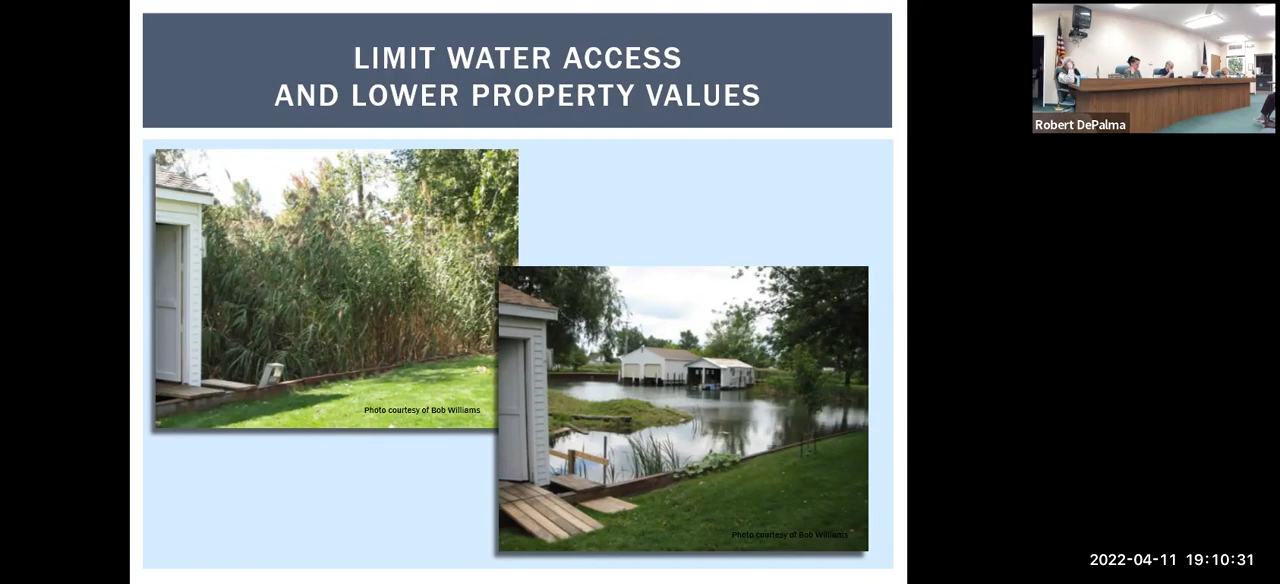 LIMIT WATER ACCESS
AND LOWER PROPERTY VALUES
Robert DePalma
Photo courtesy of Bob Williams
Photo courtesy of Bob Williams
2022-04-11 19:10:31